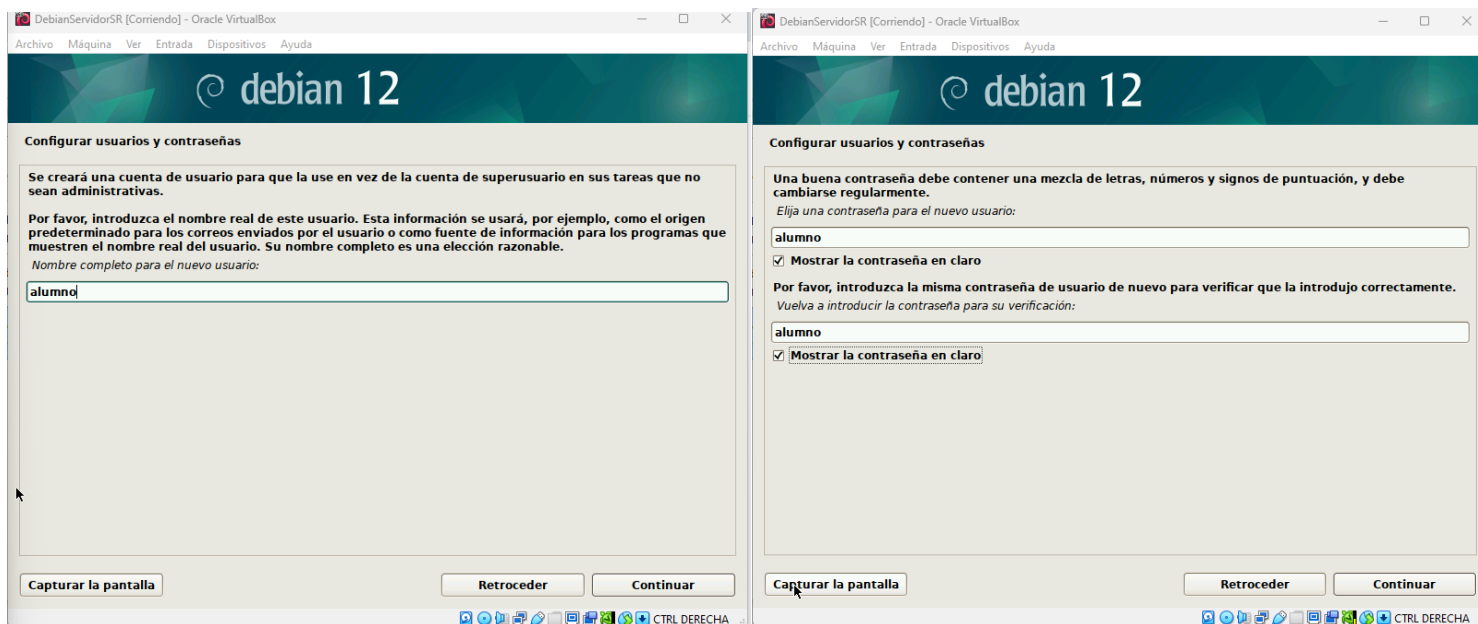 DebianServidorSR [Corriendo] - Oracle VirtualBox
Archivo Máquina Ver Entrada Dispositivos Ayuda
debian 12
Configurar usuarios y contraseñas
Se creará una cuenta de usuario para que la use en vez de la cuenta de superusuario en sus tareas que no
sean administrativas.
Por favor, introduzca el nombre real de este usuario. Esta información se usará, por ejemplo, como el origen
predeterminado para los correos enviados por el usuario o como fuente de información para los programas que
muestren el nombre real del usuario. Su nombre completo es una elección razonable.
Nombre completo para el nuevo usuario:
alumno
Capturar la pantalla
Retroceder
Continuar
CTRL DERECHA
DebianServidorSR [Corriendo] - Oracle VirtualBox
Archivo Máquina Ver Entrada Dispositivos Ayuda
debian 12
Configurar usuarios y contraseñas
Una buena contraseña debe contener una mezcla de letras, números y signos de puntuación, y debe
cambiarse regularmente.
Elija una contraseña para el nuevo usuario:
alumno
Mostrar la contraseña en claro
Por favor, introduzca la misma contraseña de usuario de nuevo para verificar que la introdujo correctamente.
Vuelva a introducir la contraseña para su verificación:
alumno
Mostrar la contraseña en claro
Capturar la pantalla
Retroceder
Continuar
CTRL DERECHA